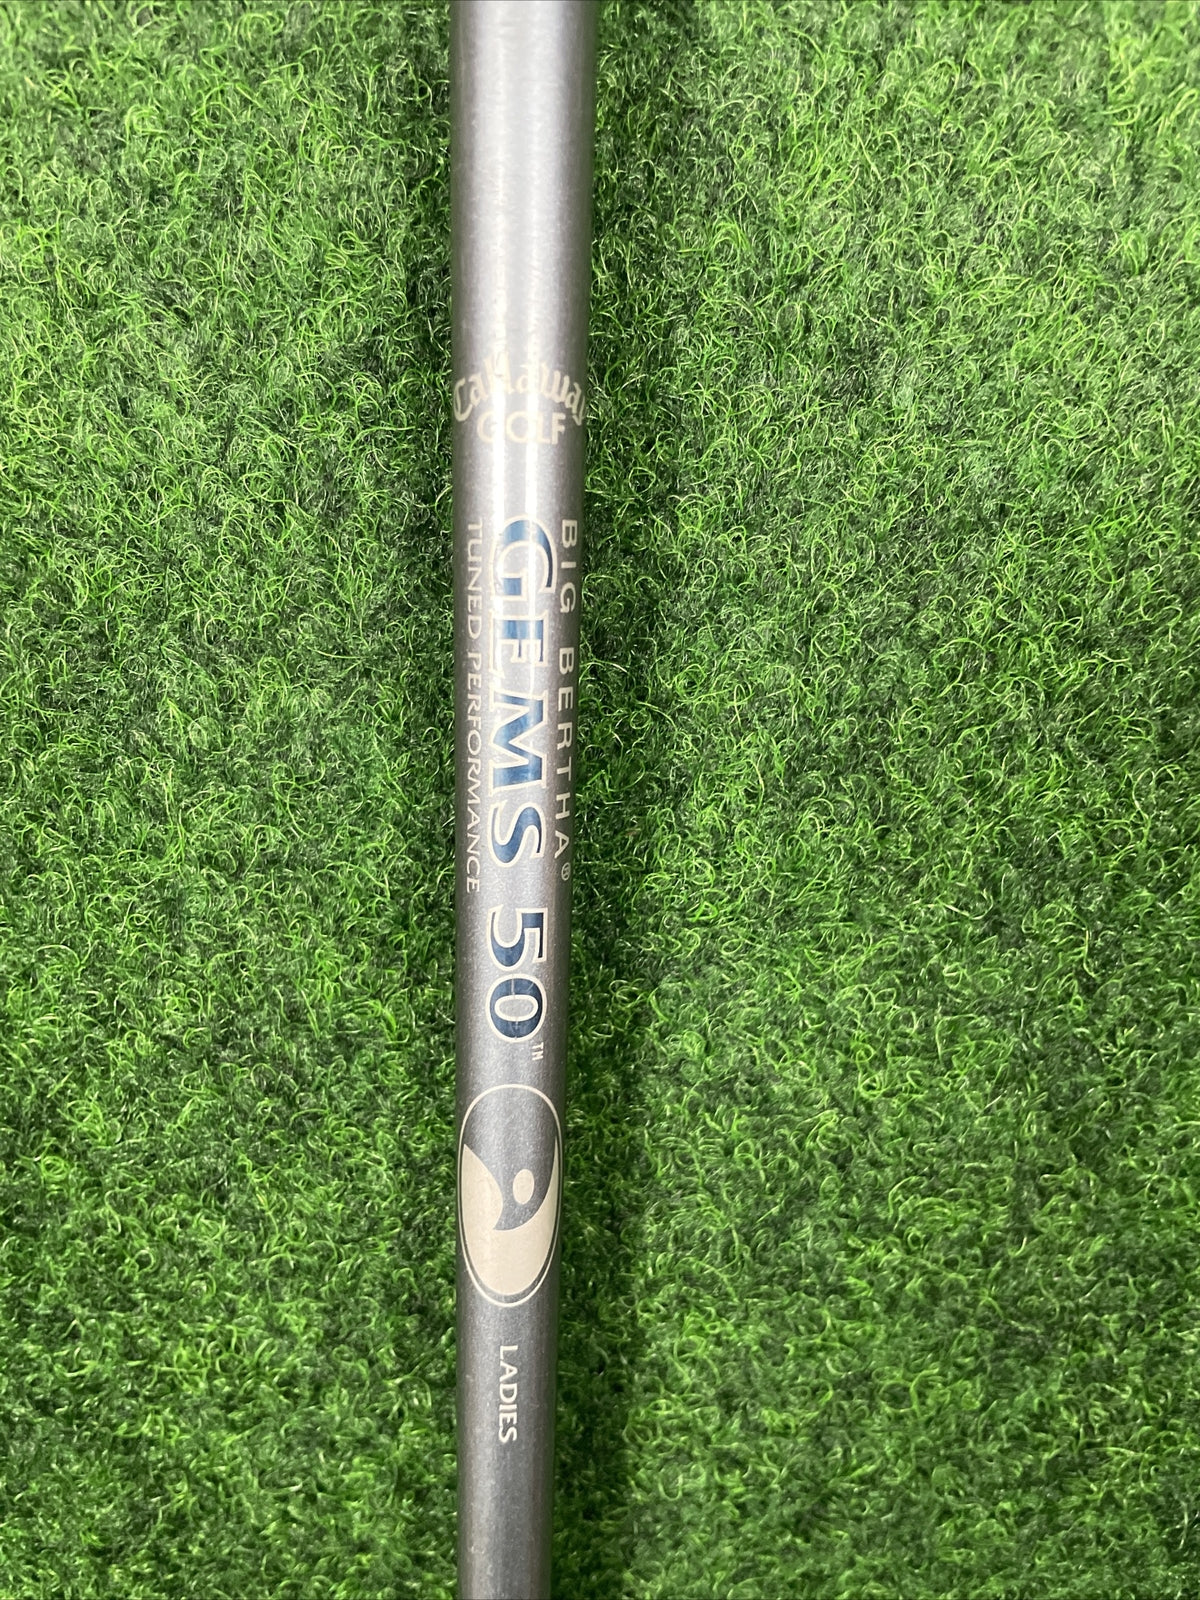 Callaway
GOLF
BIG BERTHA®
GEMS 50™
TUNED PERFORMANCE
LADIES